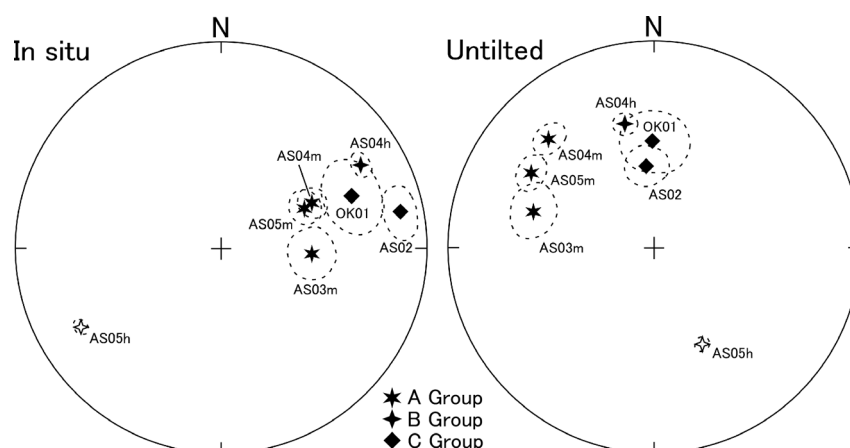 N
In situ
AS04m
AS04h
AS05m
OK01
AS02
AS03m
AS05h
N
Untilted
AS04h
OK01
AS04m
AS05m
AS02
AS03m
AS05h
A Group
B Group
C Group